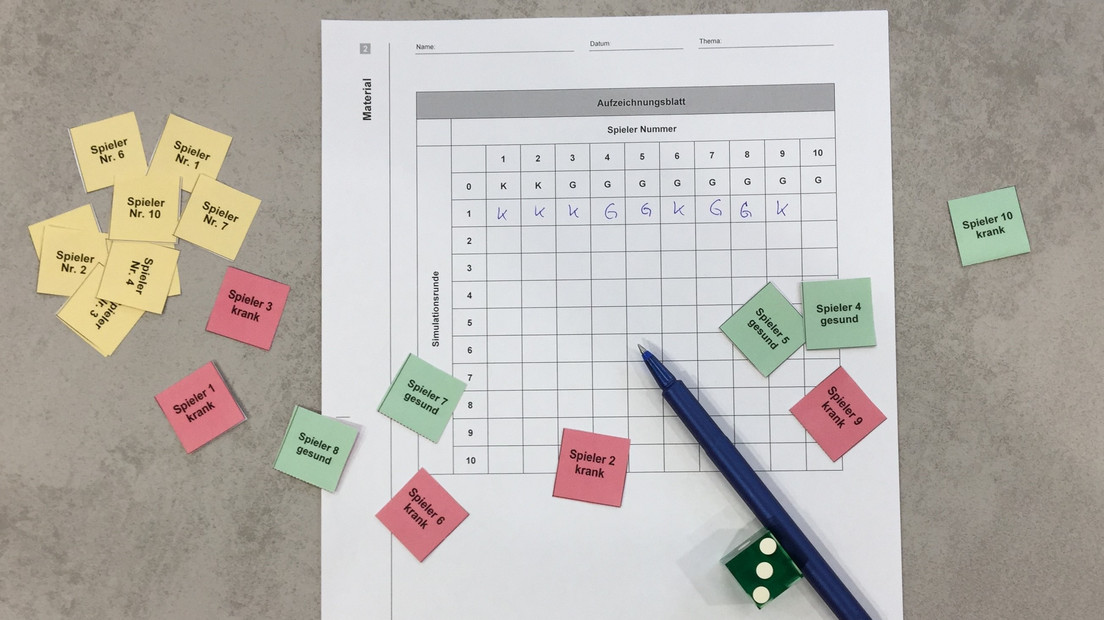 2
Name:
Datum
Thema:
Material
Aufzeichnungsblatt
Spieler Nummer
1 2 3 4 5 6 7 8 9 10
0 K K G G G G G G G G
1 K K K G G K G G K
2
3
4
5
6
7
8
9
10
Simulationsrunde
Spieler
Nr. 6
Spieler
Nr. 1
Spieler
Nr. 10
Spieler
Nr. 7
Spieler
Nr. 2
Spieler
Nr. 4
Spieler
Nr. 3
Spieler 3
krank
Spieler 1
krank
Spieler 8
gesund
Spieler 7
gesund
Spieler 6
krank
Spieler 2
krank
Spieler 5
gesund
Spieler 4
gesund
Spieler 9
krank
Spieler 10
krank